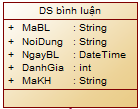 DS bình luận
+ MaBL : String
+ NoiDung : String
+ NgayBL : DateTime
+ DanhGia : int
+ MaKH : String